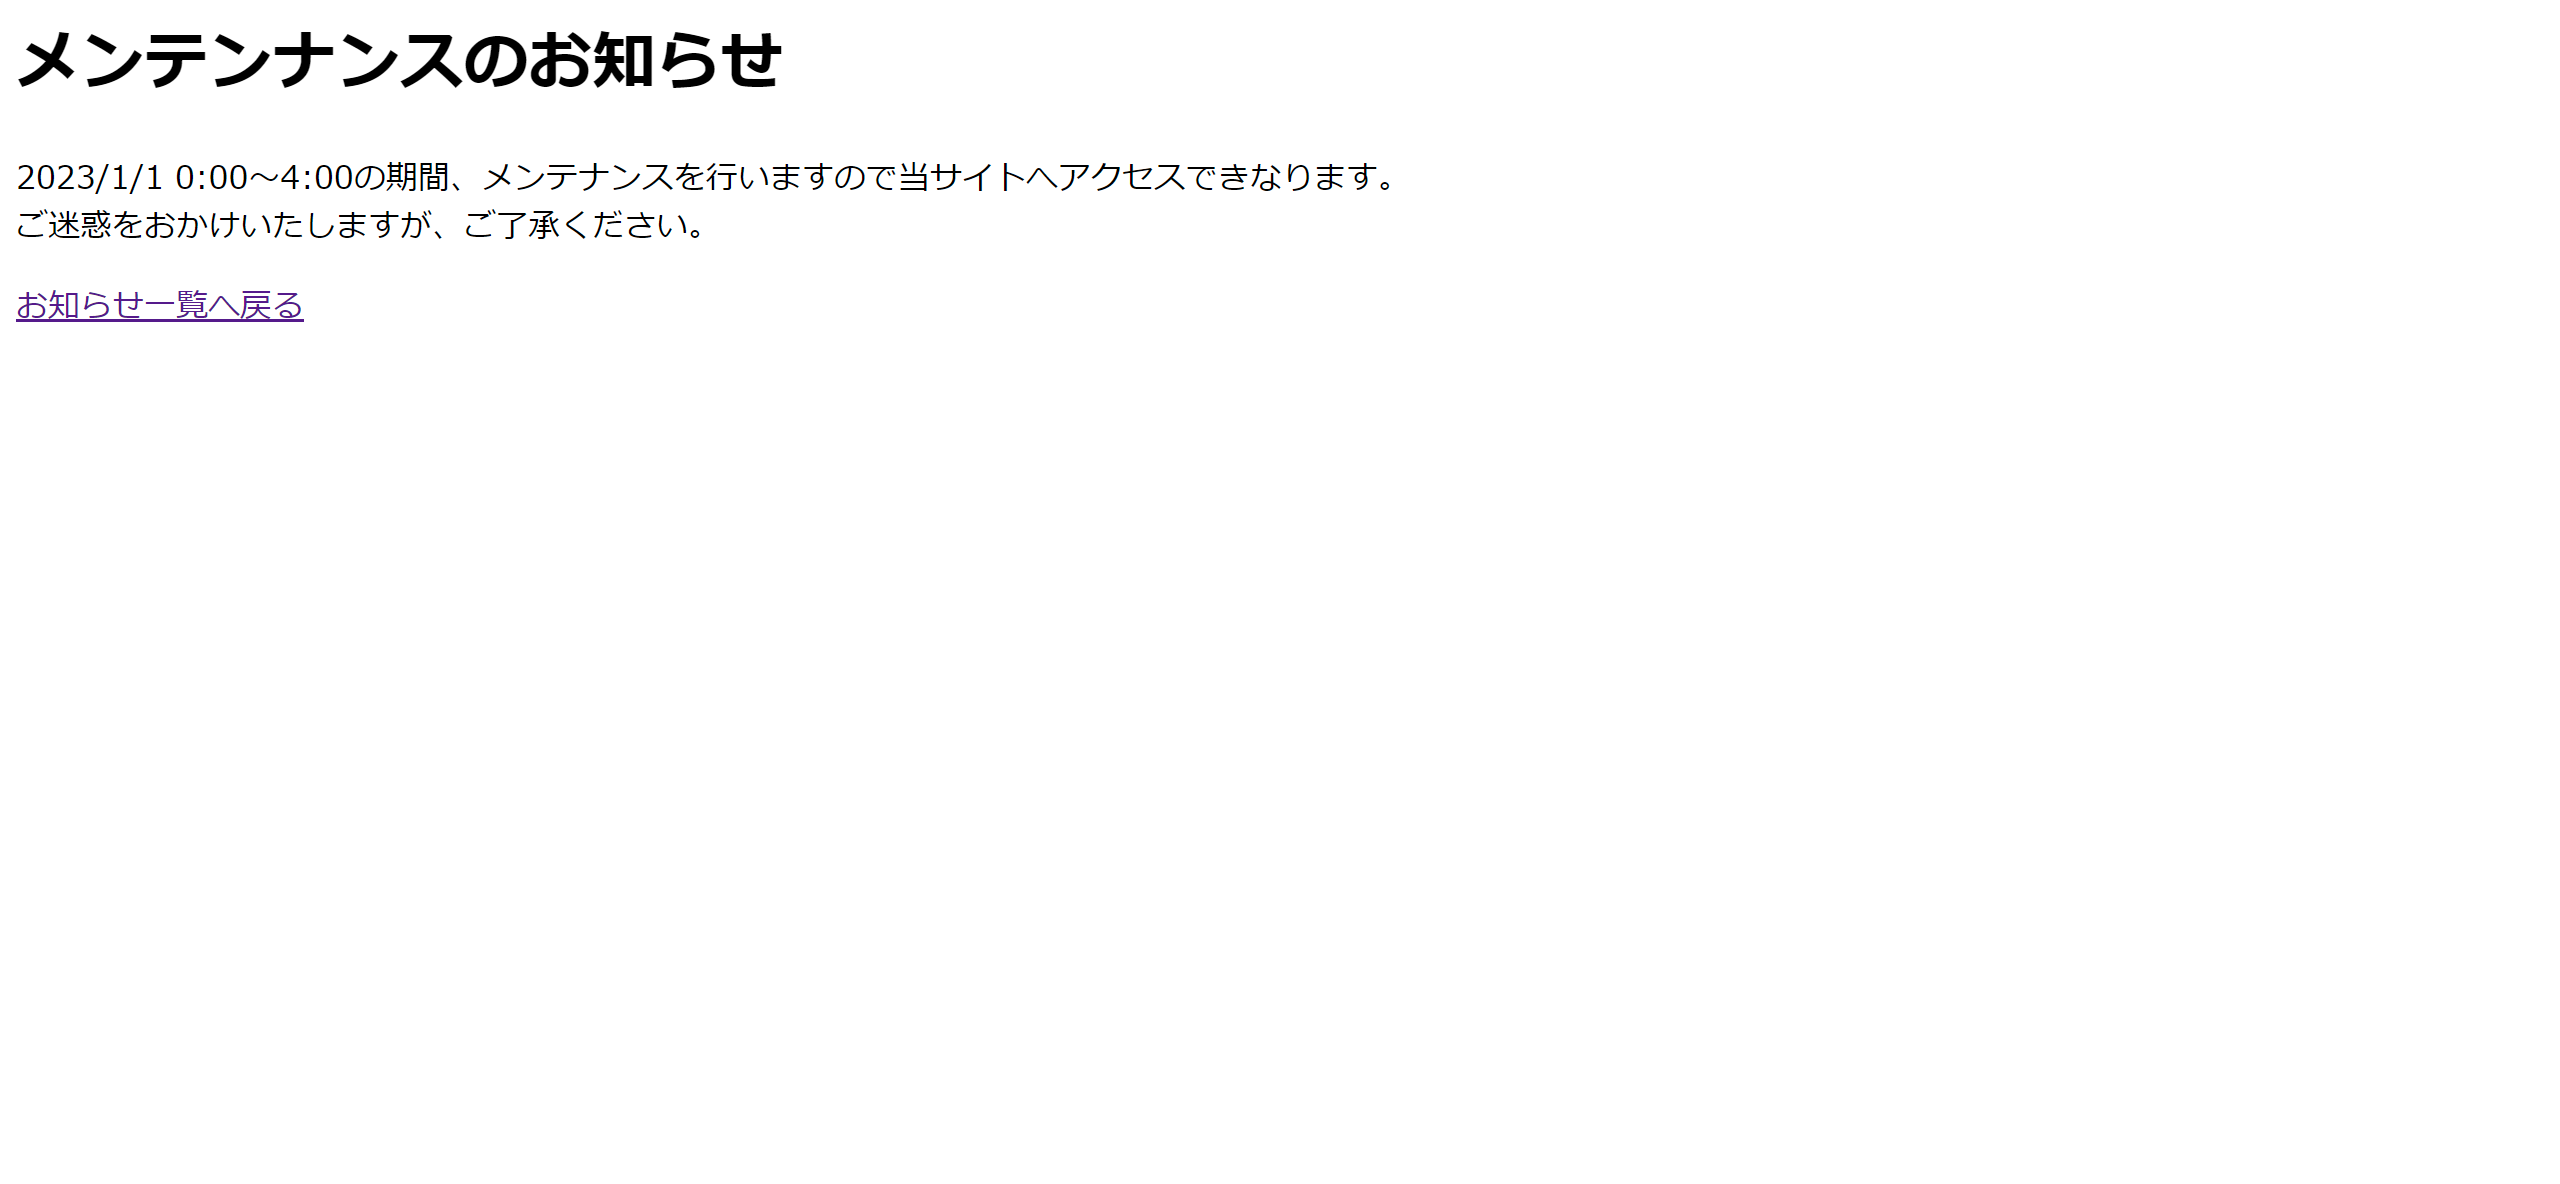 メンテンナンスのお知らせ
2023/1/1 0:00～4:00の期間、メンテナンスを行いますので当サイトへアクセスできなります。
ご迷惑をおかけいたしますが、ご了承ください。
お知らせ一覧へ戻る